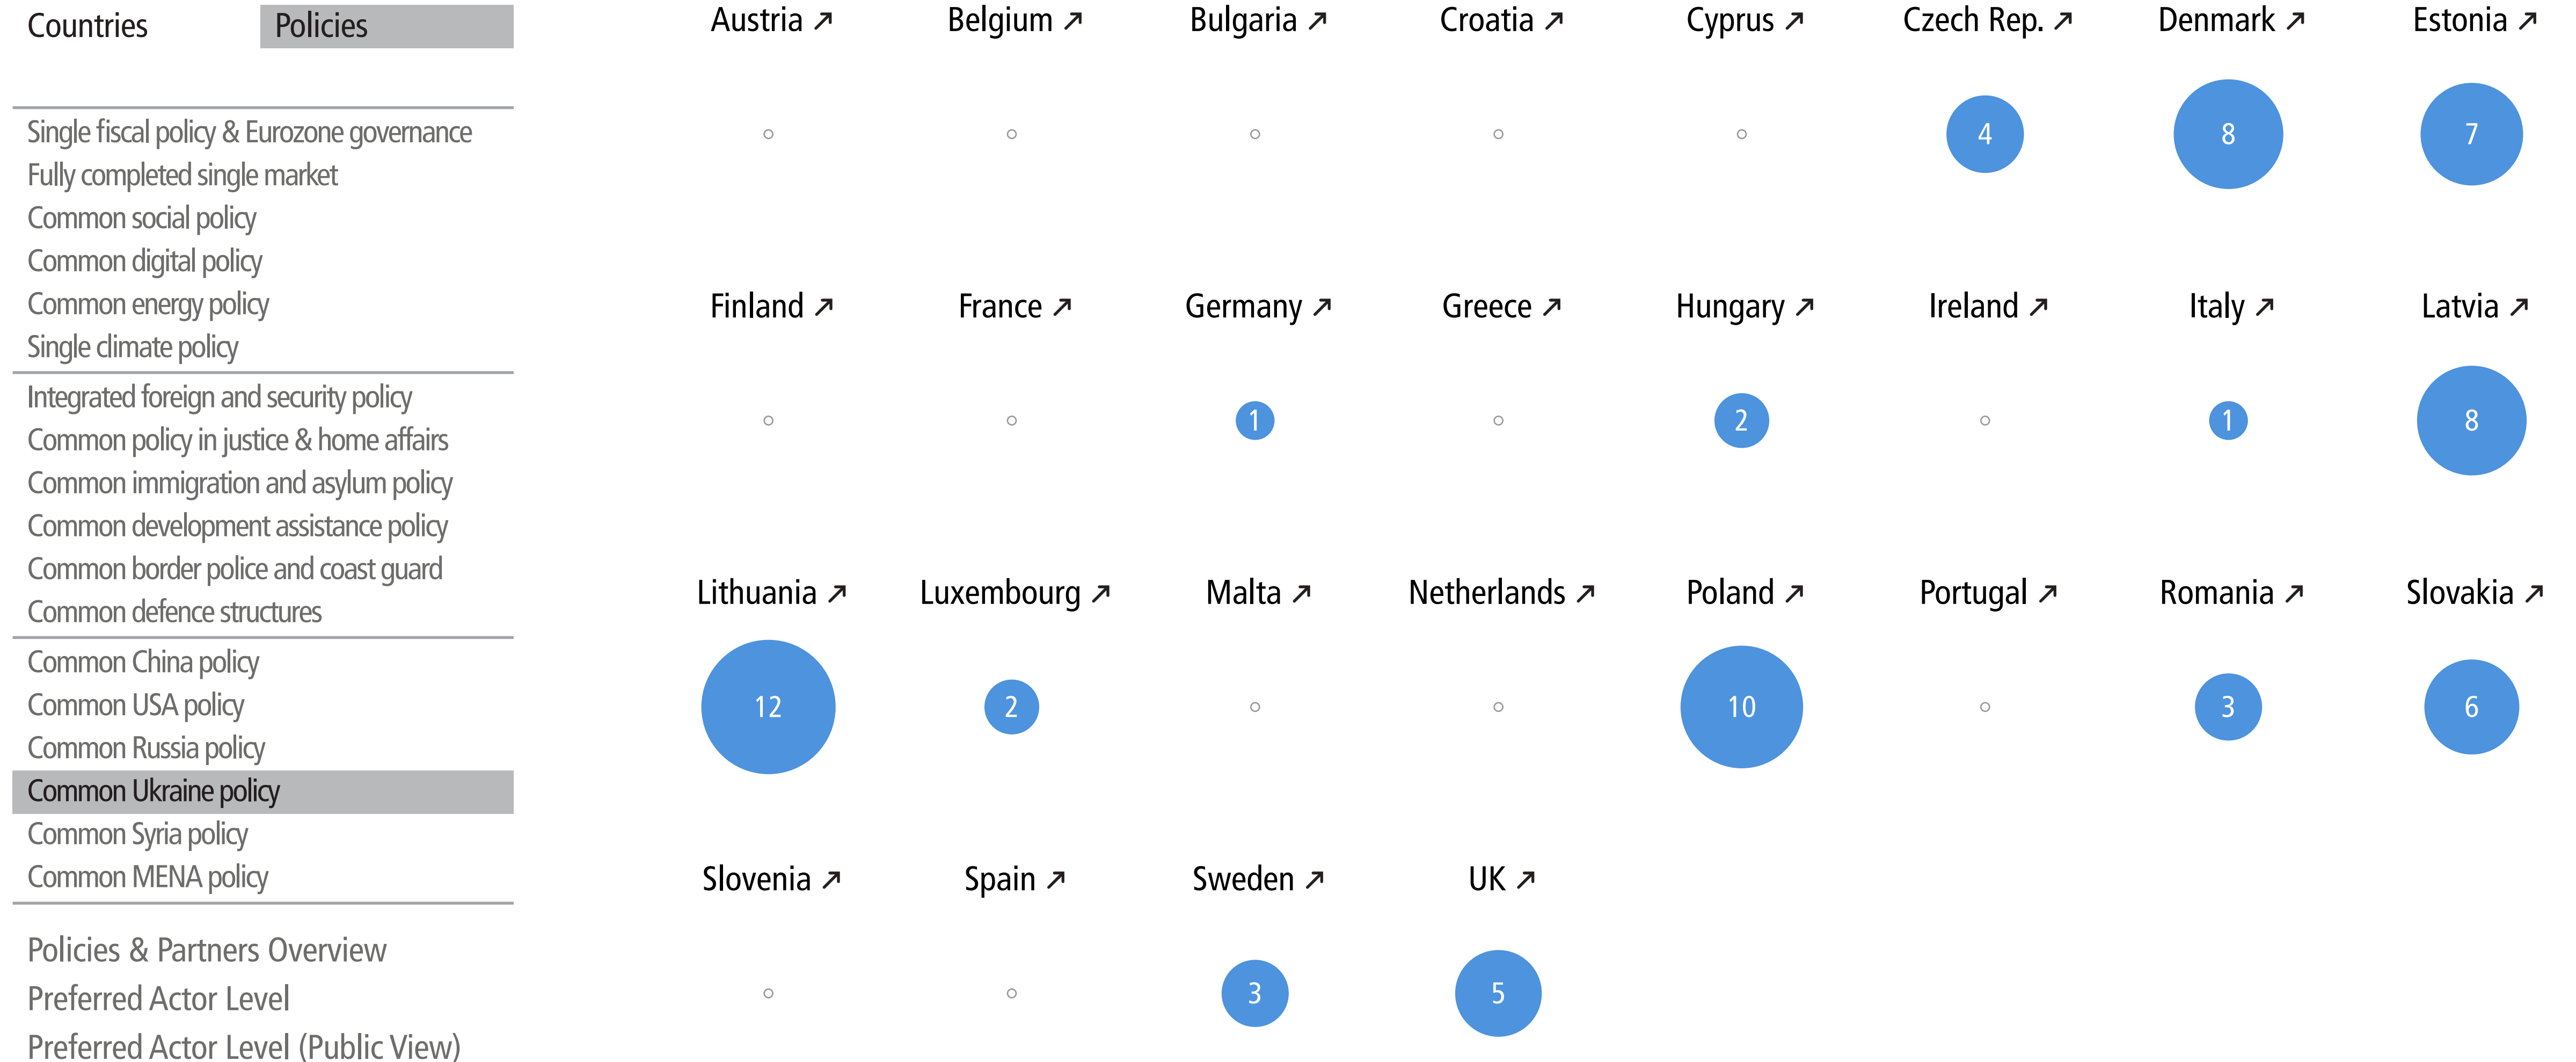 Countries Policies
Single fiscal policy & Eurozone governance
Fully completed single market
Common social policy
Common digital policy
Common energy policy
Single climate policy
Integrated foreign and security policy
Common policy in justice & home affairs
Common immigration and asylum policy
Common development assistance policy
Common border police and coast guard
Common defence structures
Common China policy
Common USA policy
Common Russia policy
Common Ukraine policy
Common Syria policy
Common MENA policy
Policies & Partners Overview
Preferred Actor Level
Preferred Actor Level (Public View)
Austria ↗ Belgium ↗ Bulgaria ↗ Croatia ↗ Cyprus ↗ Czech Rep. ↗ Denmark ↗ Estonia ↗
4 8 7
Finland ↗ France ↗ Germany ↗ Greece ↗ Hungary ↗ Ireland ↗ Italy ↗ Latvia ↗
1 2 1 8
Lithuania ↗ Luxembourg ↗ Malta ↗ Netherlands ↗ Poland ↗ Portugal ↗ Romania ↗ Slovakia ↗
12 2 10 3 6
Slovenia ↗ Spain ↗ Sweden ↗ UK ↗
3 5